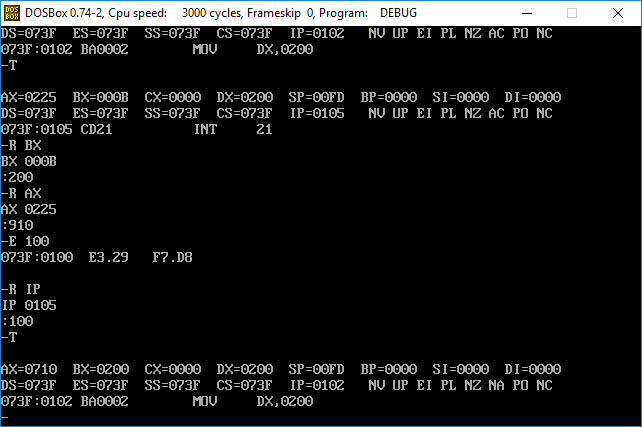 DOSBox 0.74-2, Cpu speed: 3000 cycles, Frameskip 0, Program: DEBUG
DS=073F ES=073F SS=073F CS=073F IP=0102 NV UP EI PL NZ AC PO NC
073F:0102 BA0002 MOV DX,0200
-T
AX=0225 BX=000B CX=0000 DX=0200 SP=00FD BP=0000 SI=0000 DI=0000
DS=073F ES=073F SS=073F CS=073F IP=0105 NV UP EI PL NZ AC PO NC
073F:0105 CD21 INT 21
-R BX
BX 000B
:200
-R AX
AX 0225
:910
-E 100
073F:0100 E3.29 F7.D8
-R IP
IP 0105
:100
-T
AX=0710 BX=0200 CX=0000 DX=0200 SP=00FD BP=0000 SI=0000 DI=0000
DS=073F ES=073F SS=073F CS=073F IP=0102 NV UP EI PL NZ NA PO NC
073F:0102 BA0002 MOV DX,0200
-